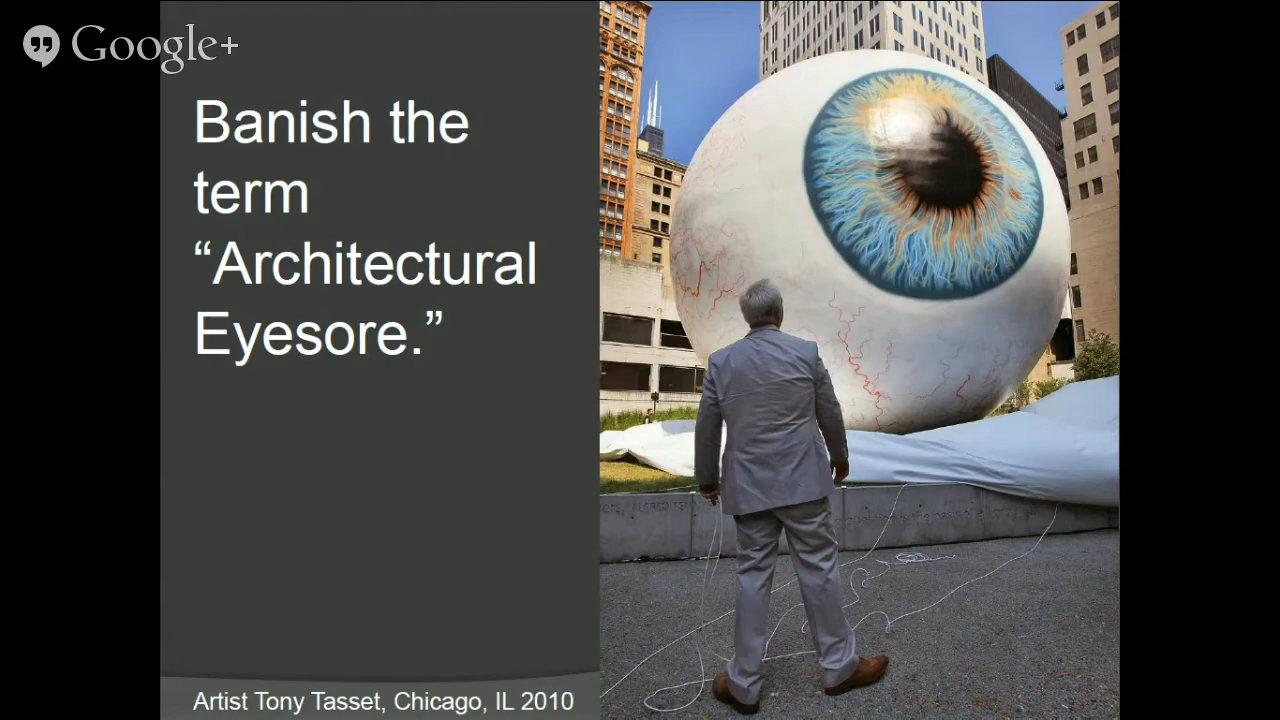 Google+
Banish the
term
“Architectural
Eyesore.”
Artist Tony Tasset, Chicago, IL 2010